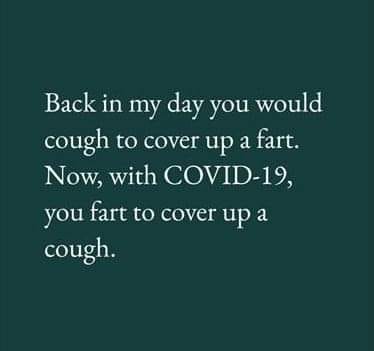 Back in my day you would
cough to cover up a fart.
Now, with COVID-19,
you fart to cover up a
cough.